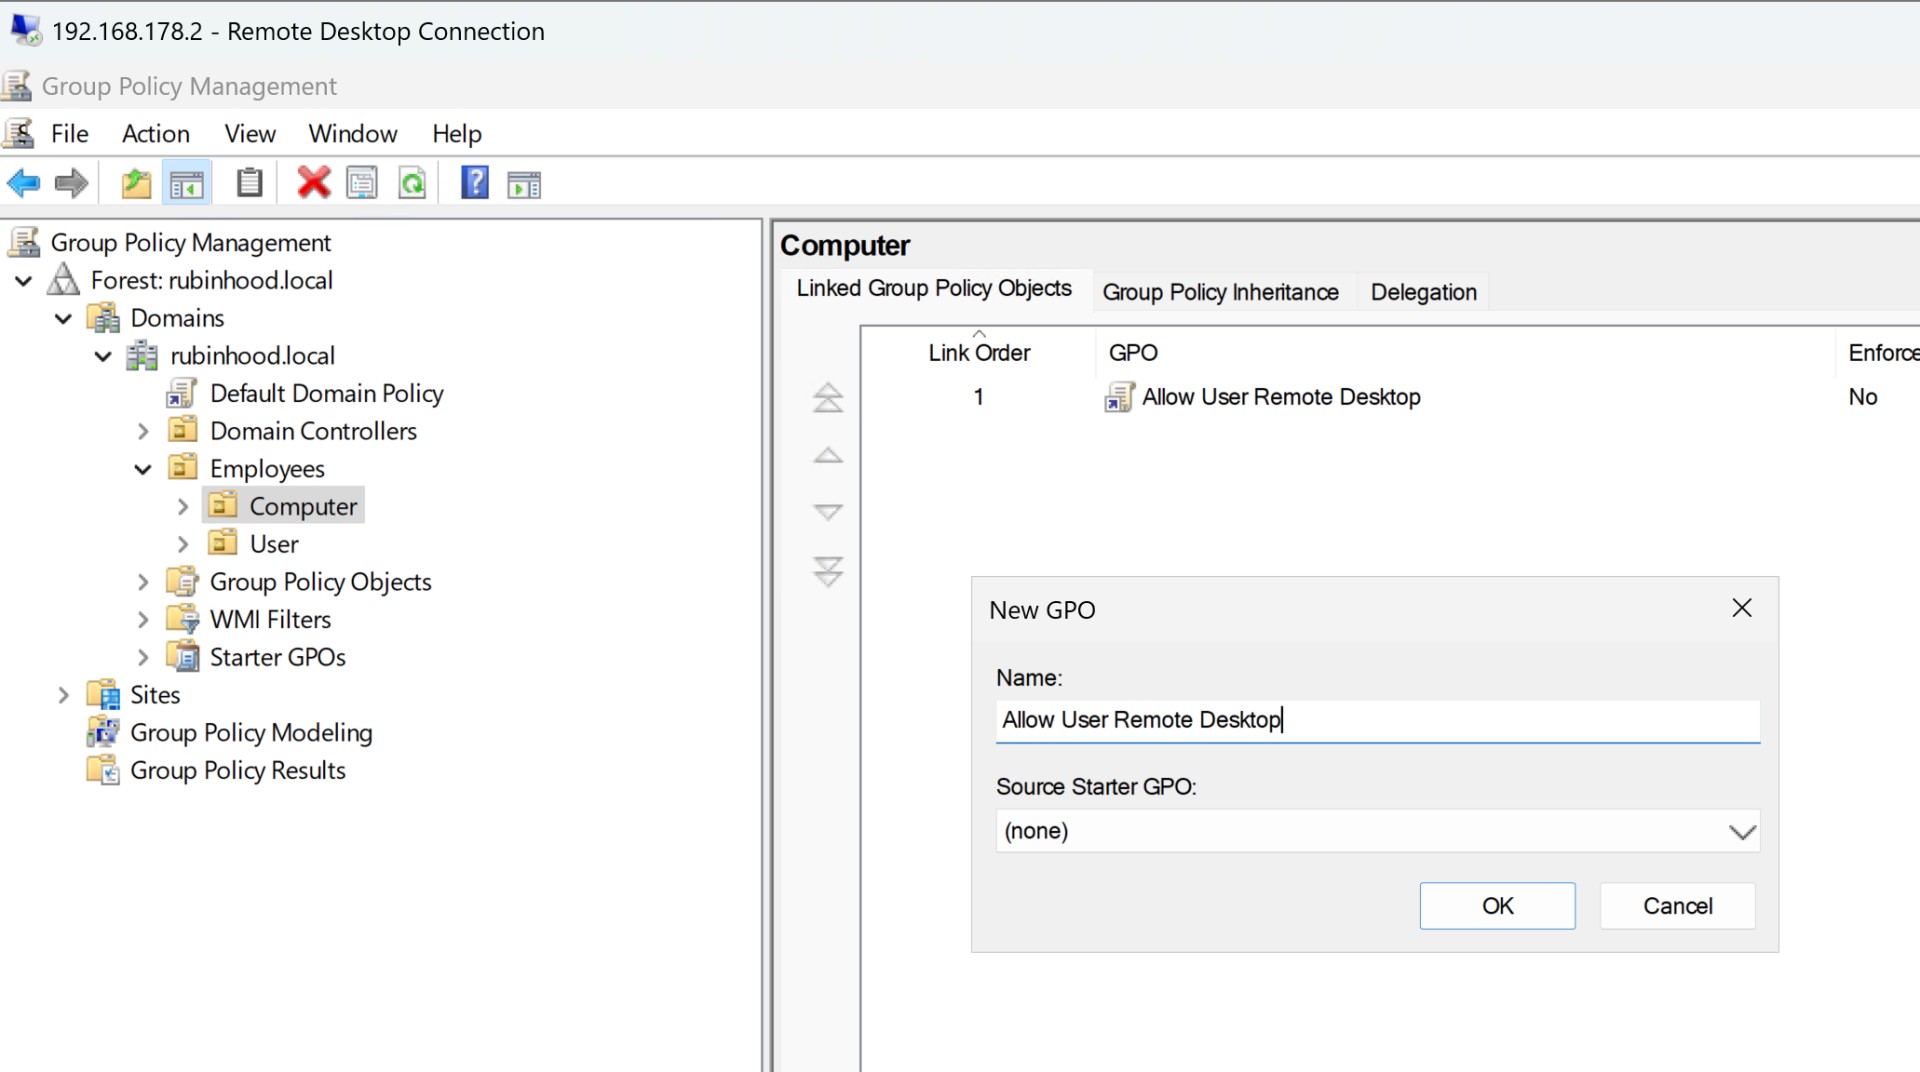 192.168.178.2 - Remote Desktop Connection
Group Policy Management
File Action View Window Help
Group Policy Management
Forest: rubinhood.local
Domains
rubinhood.local
Default Domain Policy
Domain Controllers
Employees
Computer
User
Group Policy Objects
WMI Filters
Starter GPOs
Sites
Group Policy Modeling
Group Policy Results
Computer
Linked Group Policy Objects Group Policy Inheritance Delegation
Link Order GPO Enforce
1 Allow User Remote Desktop No
New GPO
Name:
Allow User Remote Desktop
Source Starter GPO:
(none)
OK Cancel